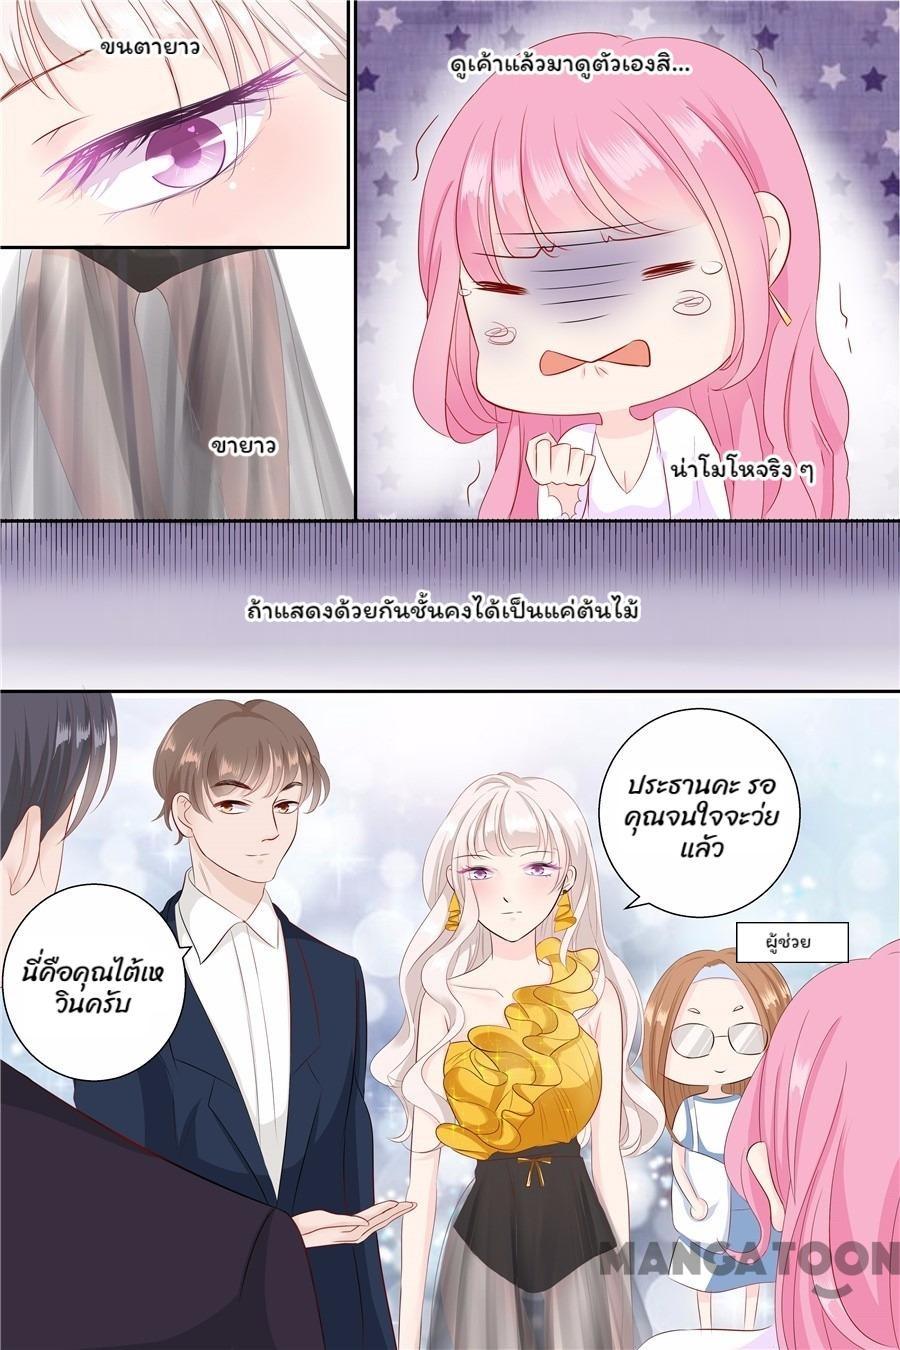 ขนตายาว
ดูเค้าแล้วมาดูตัวเองสิ...
ขายาว
น่าโมโหจริง ๆ
ถ้าแสดงด้วยกันชั้นคงได้เป็นแค่ต้นไม้
ประธานคะ รอ
คุณจนใจจะว่ย
แล้ว
ผู้ช่วย
นี่คือคุณไต้เห
วินครับ
MANGATOON